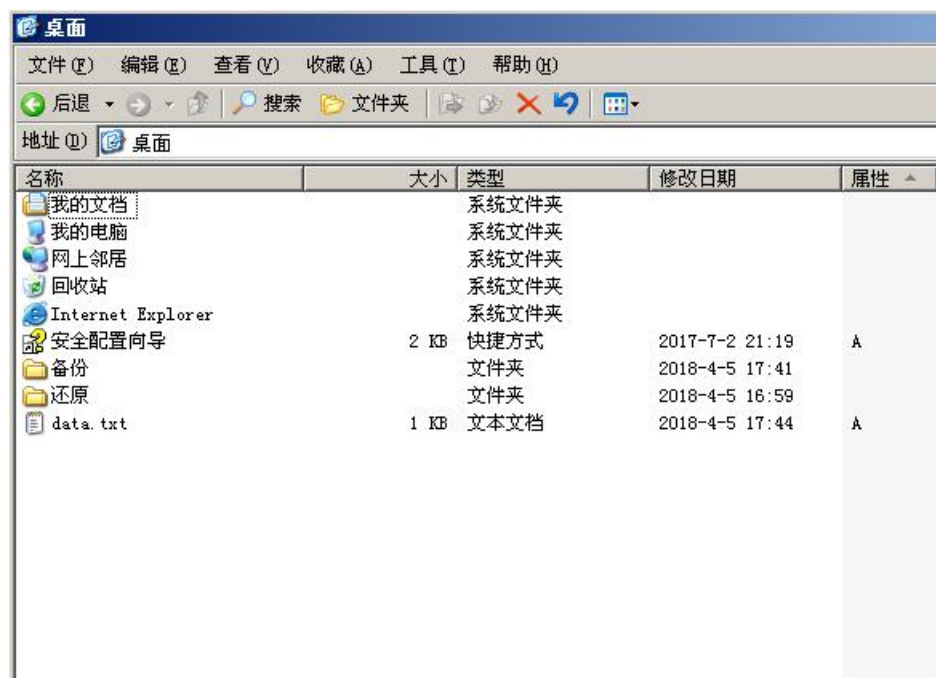 桌面
文件(F) 编辑(E) 查看(V) 收藏(A) 工具(T) 帮助(H)
后退 搜索 文件夹
地址(D) 桌面
名称 大小 类型 修改日期 属性
我的文档 系统文件夹
我的电脑 系统文件夹
网上邻居 系统文件夹
回收站 系统文件夹
Internet Explorer 系统文件夹
安全配置向导 2 KB 快捷方式 2017-7-2 21:19 A
备份 文件夹 2018-4-5 17:41
还原 文件夹 2018-4-5 16:59
data.txt 1 KB 文本文档 2018-4-5 17:44 A